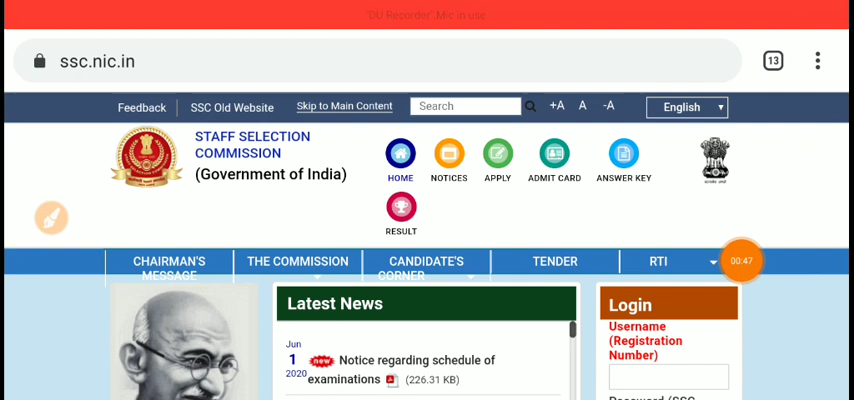 "DU Recorder",Mic in use
ssc.nic.in
13
Feedback
SSC Old Website
Skip to Main Content
Search
+A
A
-A
English
STAFF SELECTION
COMMISSION
(Government of India)
HOME
NOTICES
APPLY
ADMIT CARD
ANSWER KEY
RESULT
CHAIRMAN'S
MESSAGE
THE COMMISSION
CANDIDATE'S
CORNER
TENDER
RTI
00:47
Latest News
Jun
1
2020
new Notice regarding schedule of
examinations (226.31 KB)
Login
Username
(Registration
Number)
Password (SSC